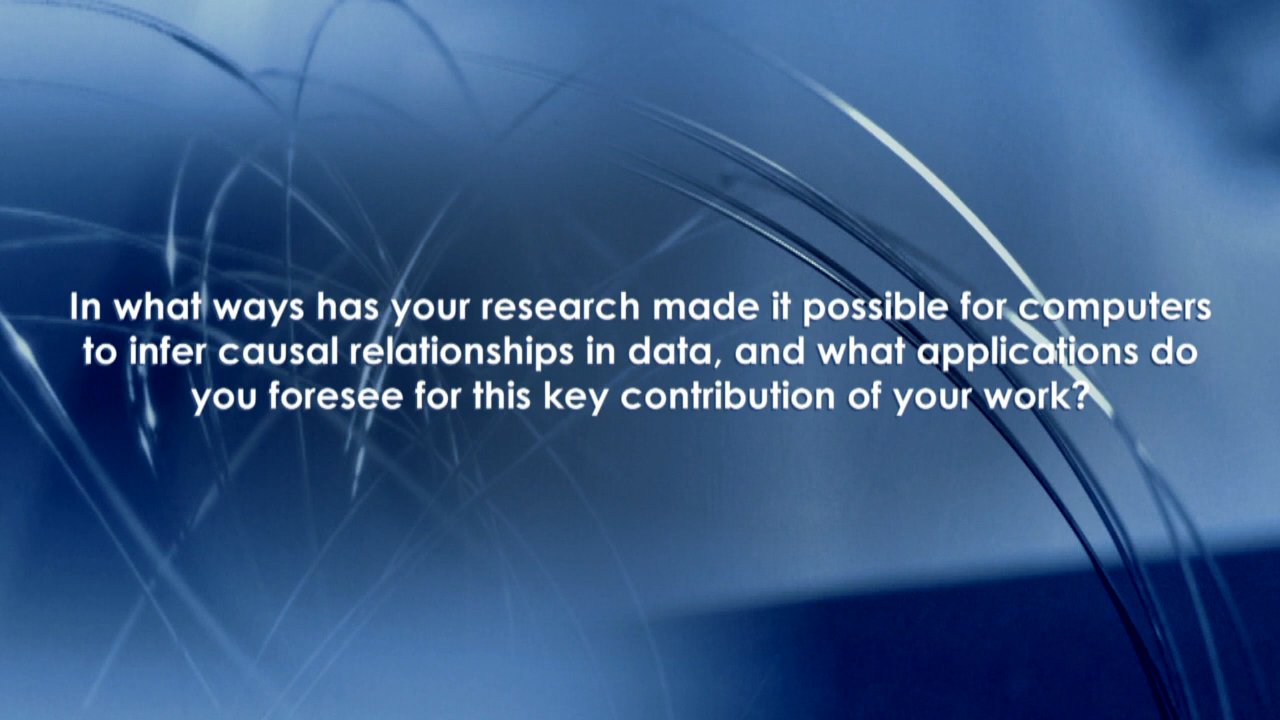 In what ways has your research made it possible for computers
to infer causal relationships in data, and what applications do
you foresee for this key contribution of your work?